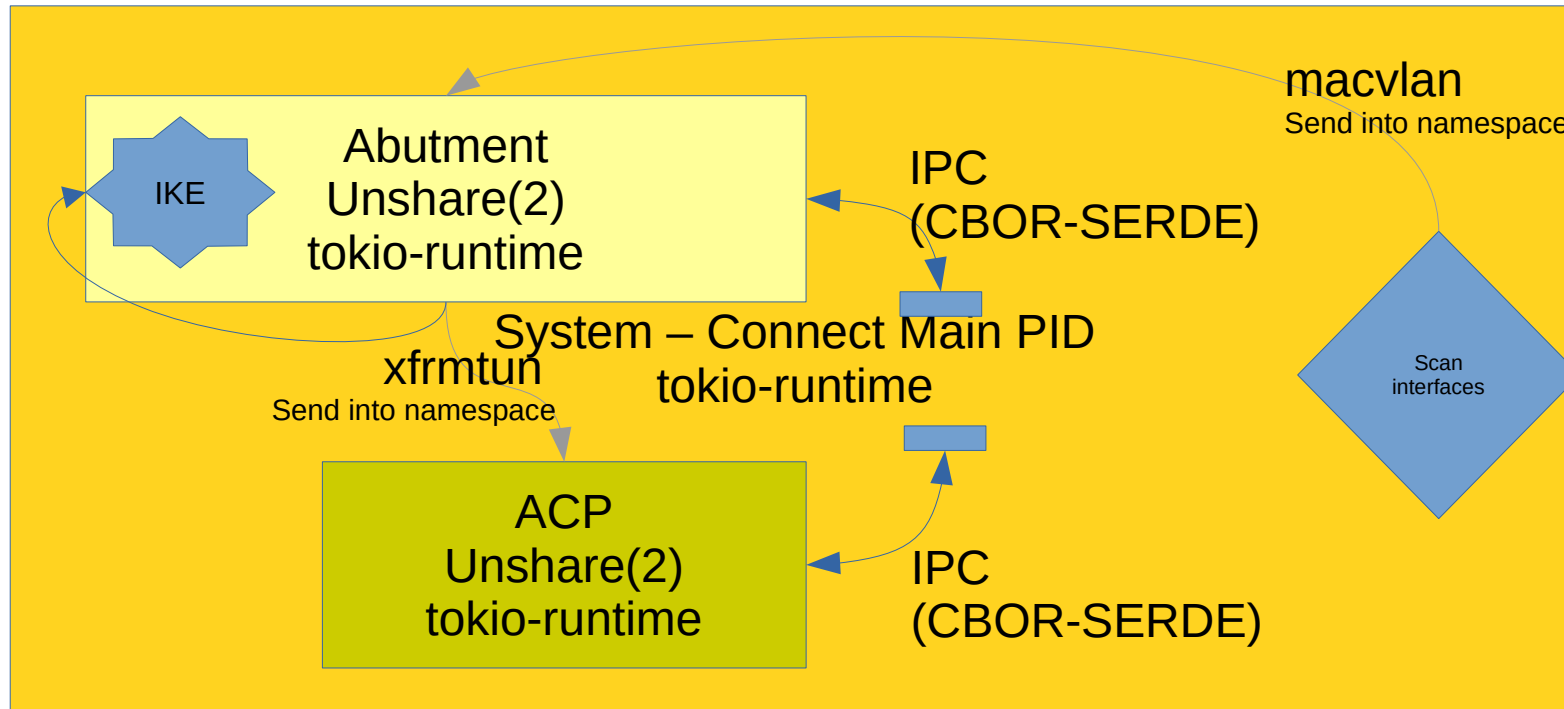 macvlan
Send into namespace
Abutment
Unshare(2)
tokio-runtime
IKE
IPC
(CBOR-SERDE)
System – Connect Main PID
tokio-runtime
xfrmtun
Send into namespace
Scan
interfaces
ACP
Unshare(2)
tokio-runtime
IPC
(CBOR-SERDE)